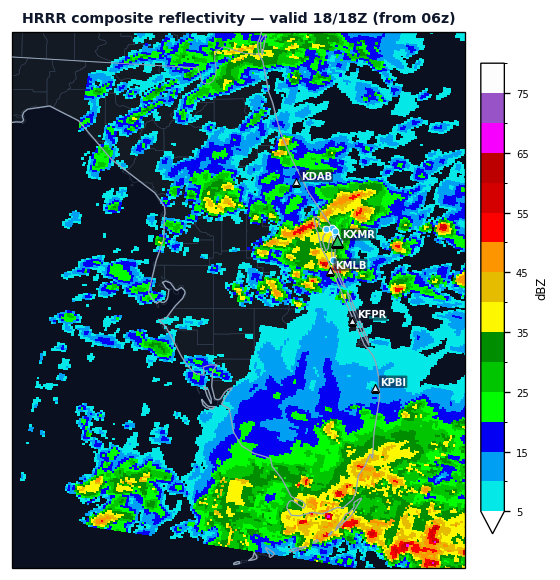 HRRR composite reflectivity — valid 18/18Z (from 06z)
KDAB
KXMR
KMLB
KFPR
KPBI
75
65
55
45
35
25
15
5
dBZ